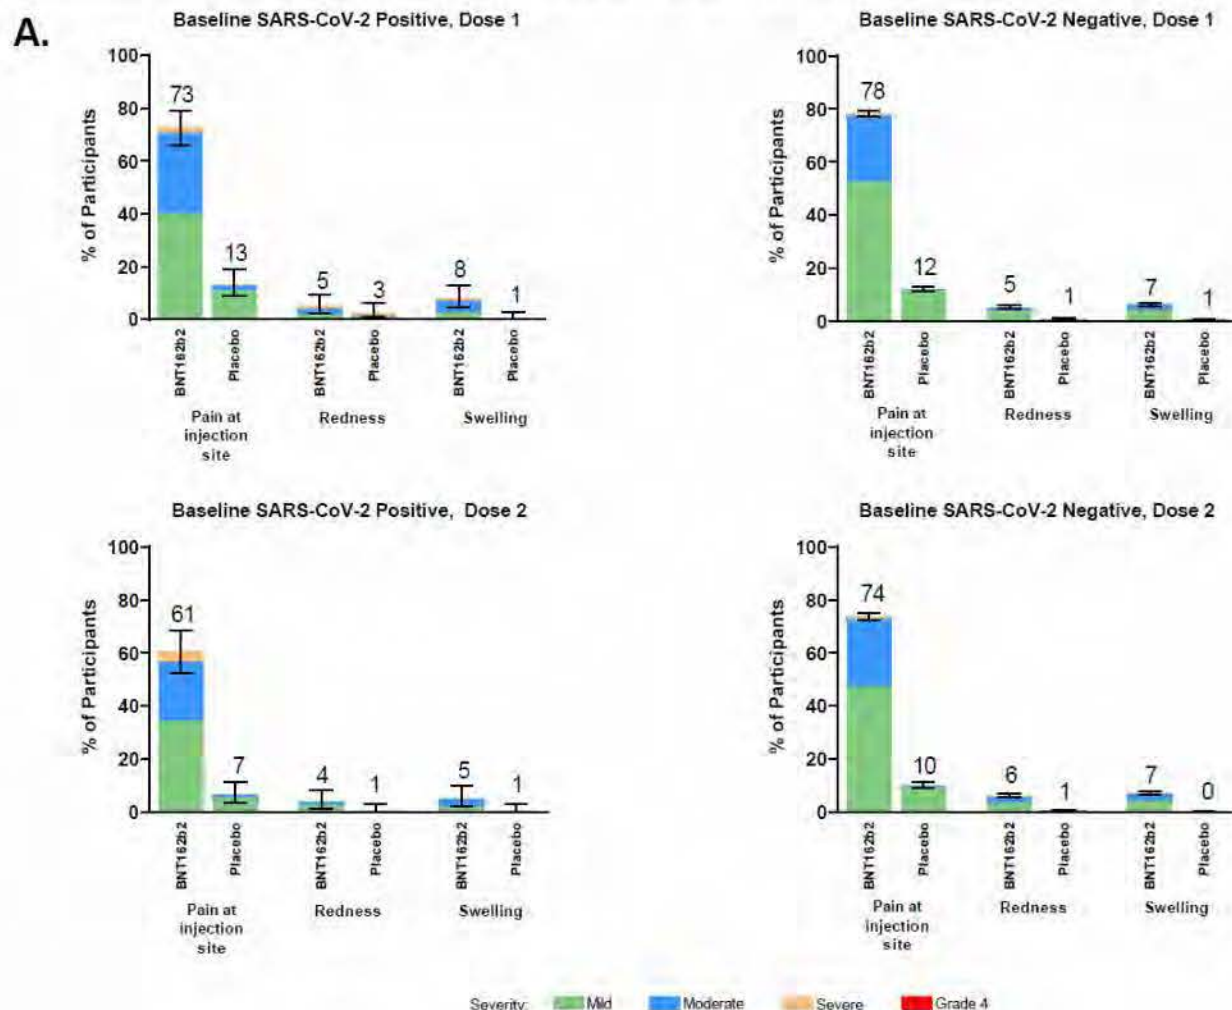 A.
Baseline SARS-CoV-2 Positive, Dose 1
% of Participants
100
80
60
40
20
0
73
13
5
3
8
1
BNT162b2
Placebo
BNT162b2
Placebo
BNT162b2
Placebo
Pain at
injection
site
Redness
Swelling
Baseline SARS-CoV-2 Negative, Dose 1
% of Participants
100
80
60
40
20
0
78
12
5
1
7
1
BNT162b2
Placebo
BNT162b2
Placebo
BNT162b2
Placebo
Pain at
injection
site
Redness
Swelling
Baseline SARS-CoV-2 Positive, Dose 2
% of Participants
100
80
60
40
20
0
61
7
4
1
5
1
BNT162b2
Placebo
BNT162b2
Placebo
BNT162b2
Placebo
Pain at
injection
site
Redness
Swelling
Baseline SARS-CoV-2 Negative, Dose 2
% of Participants
100
80
60
40
20
0
74
10
6
1
7
0
BNT162b2
Placebo
BNT162b2
Placebo
BNT162b2
Placebo
Pain at
injection
site
Redness
Swelling
Severity: Mild Moderate Severe Grade 4